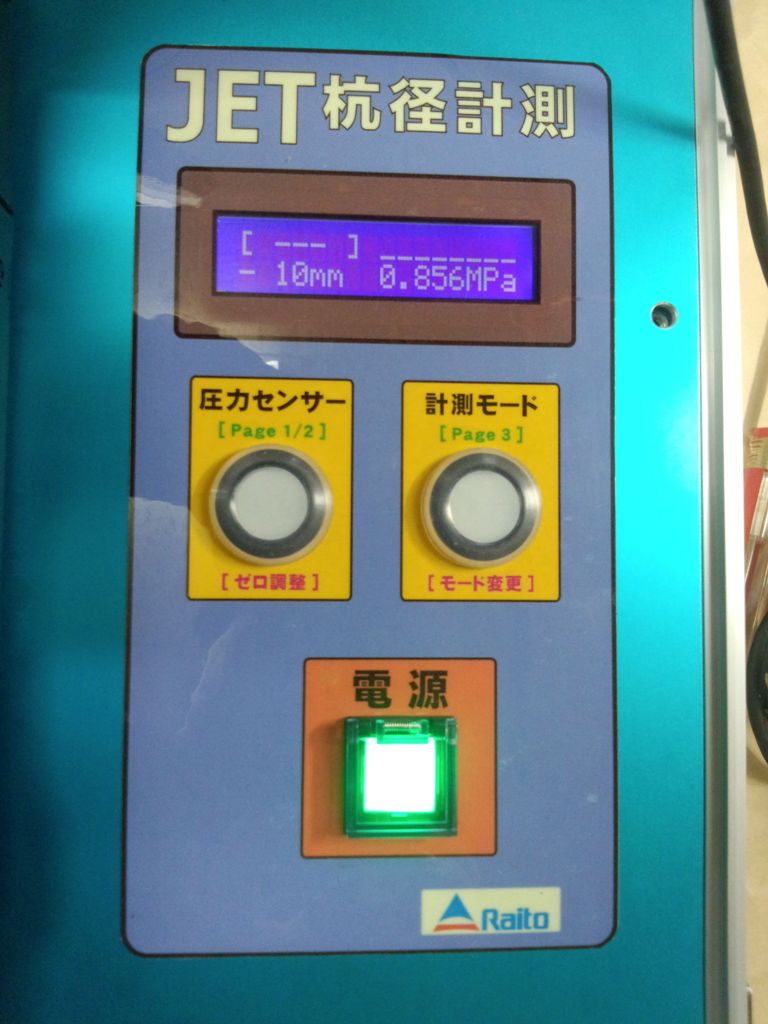 JET杭径計測
[ --- ] ________
- 10mm 0.856MPa
圧力センサー
[ Page 1/2 ]
[ ゼロ調整 ]
計測モード
[ Page 3 ]
[ モード変更 ]
電源
Raito